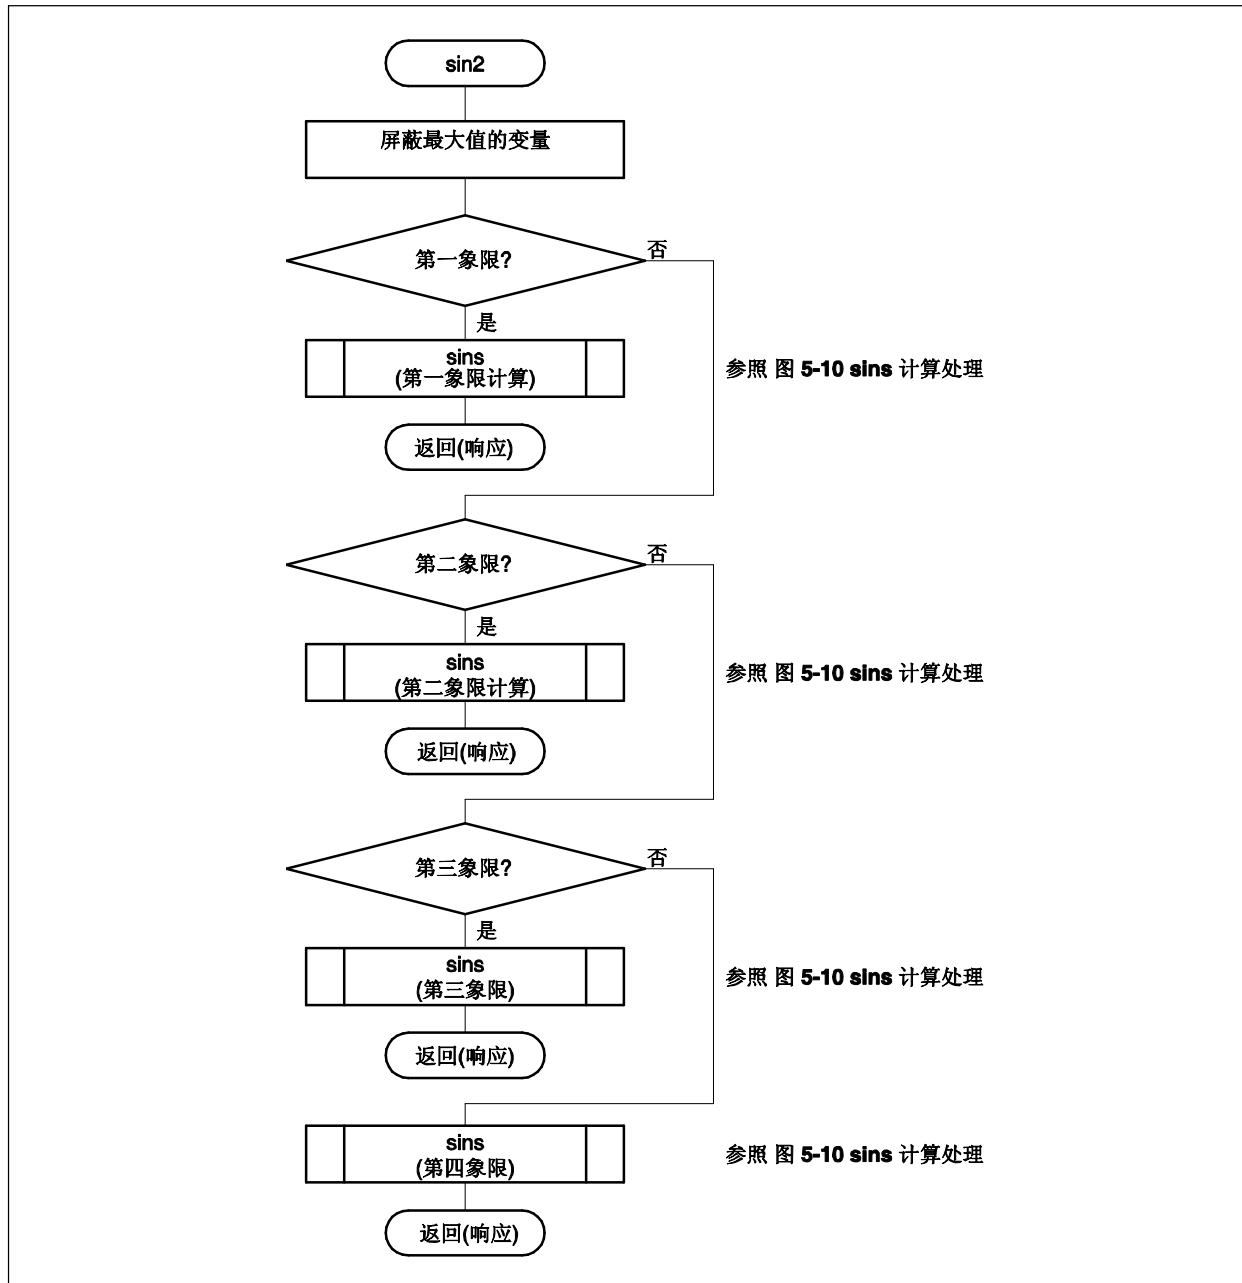 sin2
屏蔽最大值的变量
第一象限?
否
是
sins
(第一象限计算)
参照 图 5-10 sins 计算处理
返回(响应)
第二象限?
否
是
sins
(第二象限计算)
参照 图 5-10 sins 计算处理
返回(响应)
第三象限?
否
是
sins
(第三象限)
参照 图 5-10 sins 计算处理
返回(响应)
sins
(第四象限)
参照 图 5-10 sins 计算处理
返回(响应)